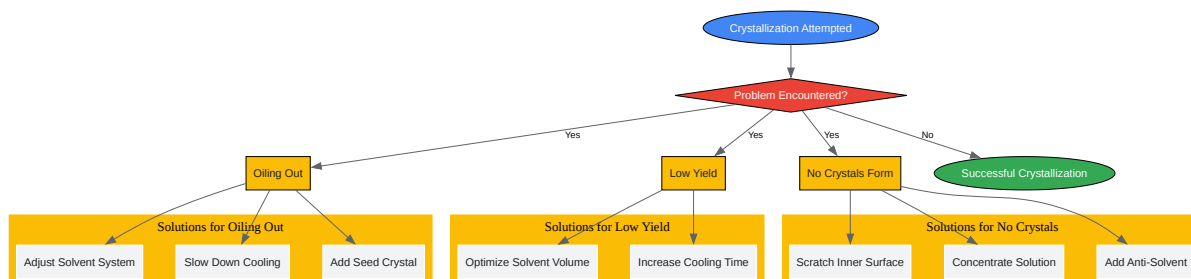 Crystallization Attempted
Problem Encountered?
Yes
Yes
Yes
No
Oiling Out
Low Yield
No Crystals Form
Successful Crystallization
Solutions for Oiling Out
Solutions for Low Yield
Solutions for No Crystals
Adjust Solvent System
Slow Down Cooling
Add Seed Crystal
Optimize Solvent Volume
Increase Cooling Time
Scratch Inner Surface
Concentrate Solution
Add Anti-Solvent